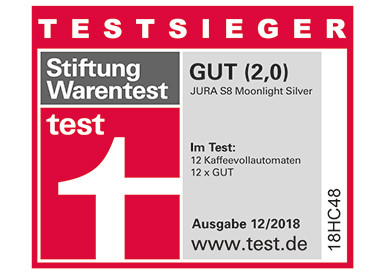 TESTSIEGER
Stiftung
Warentest
test
GUT (2,0)
JURA S8 Moonlight Silver
Im Test:
12 Kaffeevollautomaten
12 x GUT
Ausgabe 12/2018
www.test.de
18HC48